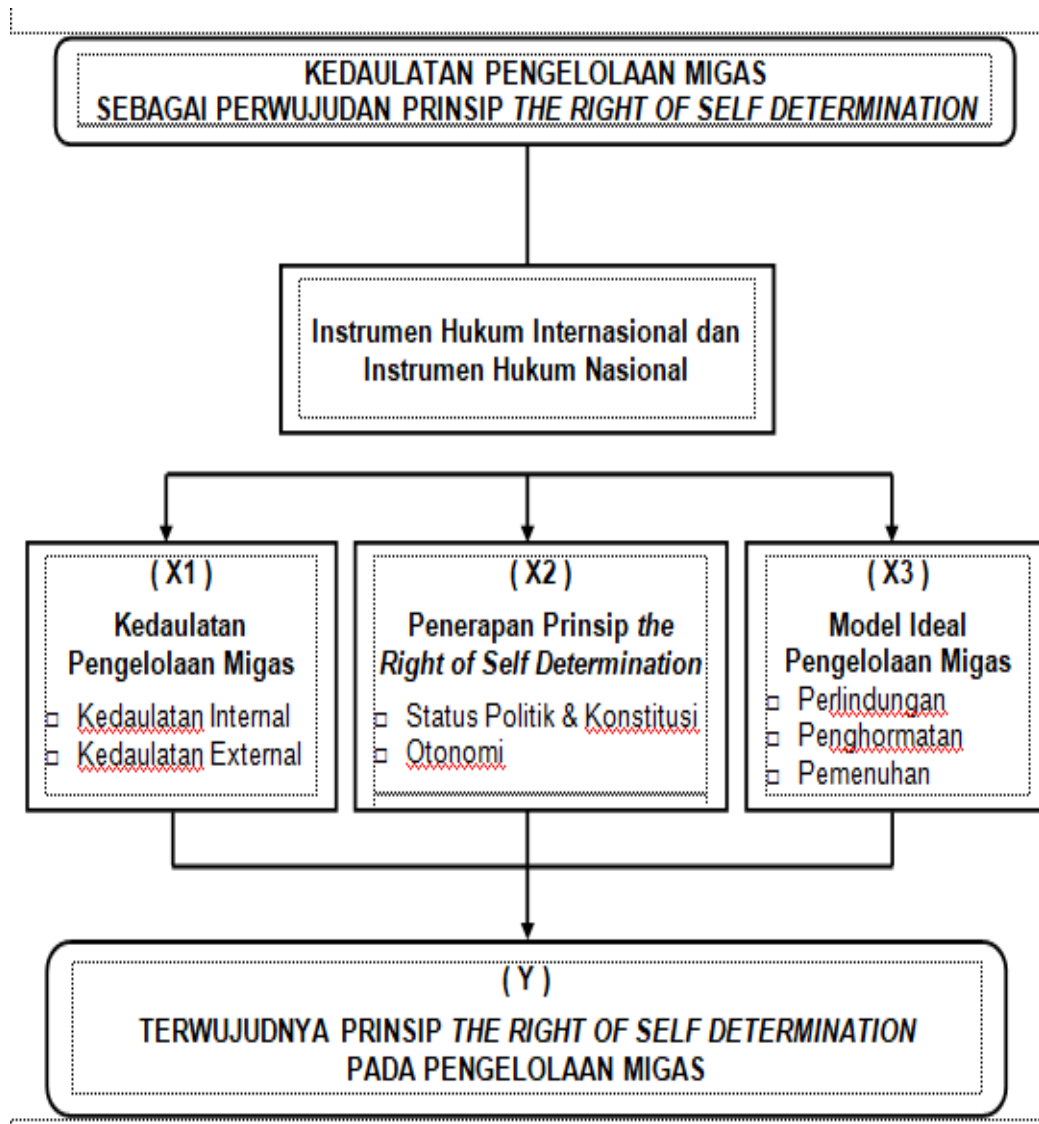 KEDAULATAN PENGELOLAAN MIGAS
SEBAGAI PERWUJUDAN PRINSIP THE RIGHT OF SELF DETERMINATION
Instrumen Hukum Internasional dan
Instrumen Hukum Nasional
( X1 )
Kedaulatan
Pengelolaan Migas
Kedaulatan Internal
Kedaulatan External
( X2 )
Penerapan Prinsip the
Right of Self Determination
Status Politik & Konstitusi
Otonomi
( X3 )
Model Ideal
Pengelolaan Migas
Perlindungan
Penghormatan
Pemenuhan
( Y )
TERWUJUDNYA PRINSIP THE RIGHT OF SELF DETERMINATION
PADA PENGELOLAAN MIGAS